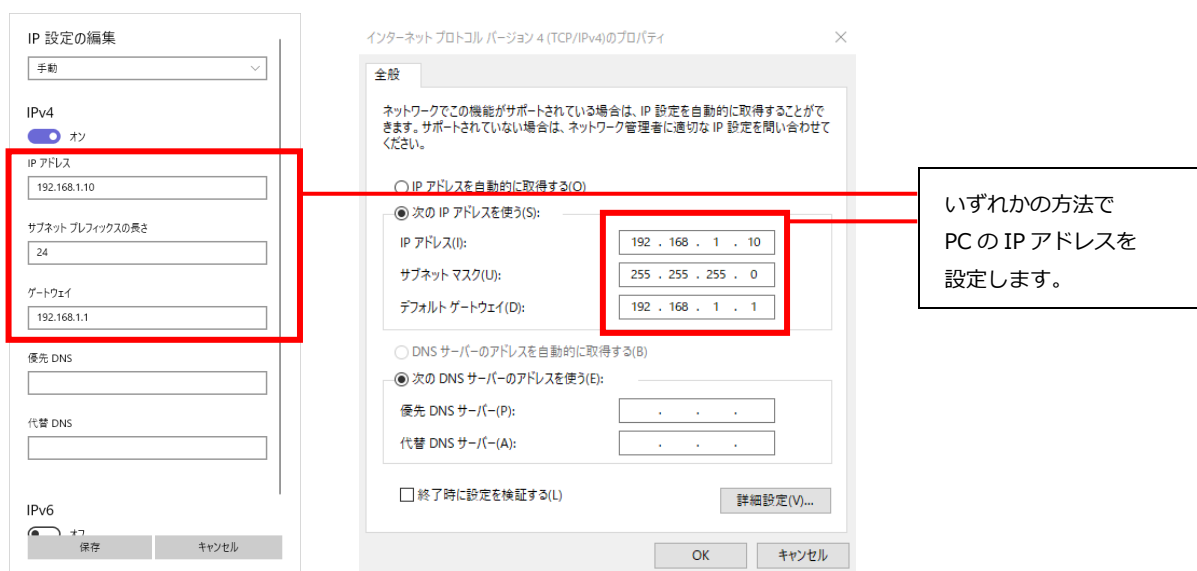 IP 設定の編集
手動
IPv4
オン
IP アドレス
192.168.1.10
サブネット プレフィックスの長さ
24
ゲートウェイ
192.168.1.1
優先 DNS
代替 DNS
IPv6
オフ
保存
キャンセル
インターネット プロトコル バージョン 4 (TCP/IPv4)のプロパティ
全般
ネットワークでこの機能がサポートされている場合は、IP 設定を自動的に取得することがで
きます。サポートされていない場合は、ネットワーク管理者に適切な IP 設定を問い合わせて
ください。
IP アドレスを自動的に取得する(O)
次の IP アドレスを使う(S):
IP アドレス(I):
192 . 168 . 1 . 10
サブネット マスク(U):
255 . 255 . 255 . 0
デフォルト ゲートウェイ(D):
192 . 168 . 1 . 1
DNS サーバーのアドレスを自動的に取得する(B)
次の DNS サーバーのアドレスを使う(E):
優先 DNS サーバー(P):
. . .
代替 DNS サーバー(A):
. . .
終了時に設定を検証する(L)
詳細設定(V)...
OK
キャンセル
いずれかの方法で
PC の IP アドレスを
設定します。